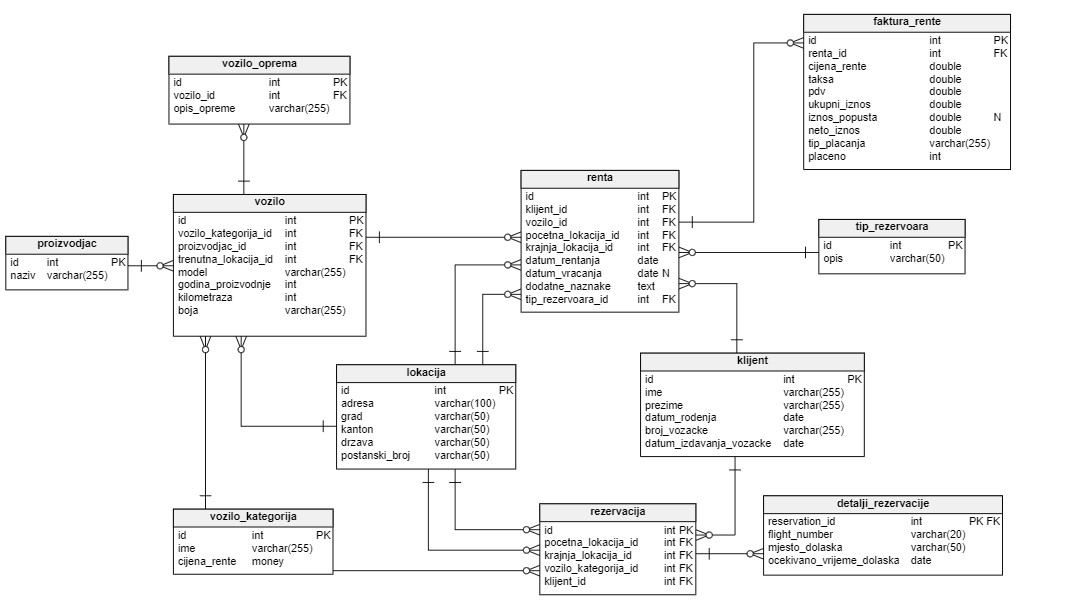 faktura_rente
id int PK
renta_id int FK
cijena_rente double
taksa double
pdv double
ukupni_iznos double
iznos_popusta double N
neto_iznos double
tip_placanja varchar(255)
placeno int
vozilo_oprema
id int PK
vozilo_id int FK
opis_opreme varchar(255)
renta
id int PK
klijent_id int FK
vozilo_id int FK
pocetna_lokacija_id int FK
krajnja_lokacija_id int FK
datum_rentanja date
datum_vracanja date N
dodatne_naznake text
tip_rezervoara_id int FK
vozilo
id int PK
vozilo_kategorija_id int FK
proizvodjac_id int FK
trenutna_lokacija_id int FK
model varchar(255)
godina_proizvodnje int
kilometraza int
boja varchar(255)
tip_rezervoara
id int PK
opis varchar(50)
proizvodjac
id int PK
naziv varchar(255)
klijent
id int PK
ime varchar(255)
prezime varchar(255)
datum_rodenja date
broj_vozacke varchar(255)
datum_izdavanja_vozacke date
lokacija
id int PK
adresa varchar(100)
grad varchar(50)
kanton varchar(50)
drzava varchar(50)
postanski_broj varchar(50)
detalji_rezervacije
reservation_id int PK FK
flight_number varchar(20)
mjesto_dolaska varchar(50)
ocekivano_vrijeme_dolaska date
rezervacija
id int PK
pocetna_lokacija_id int FK
krajnja_lokacija_id int FK
vozilo_kategorija_id int FK
klijent_id int FK
vozilo_kategorija
id int PK
ime varchar(255)
cijena_rente money